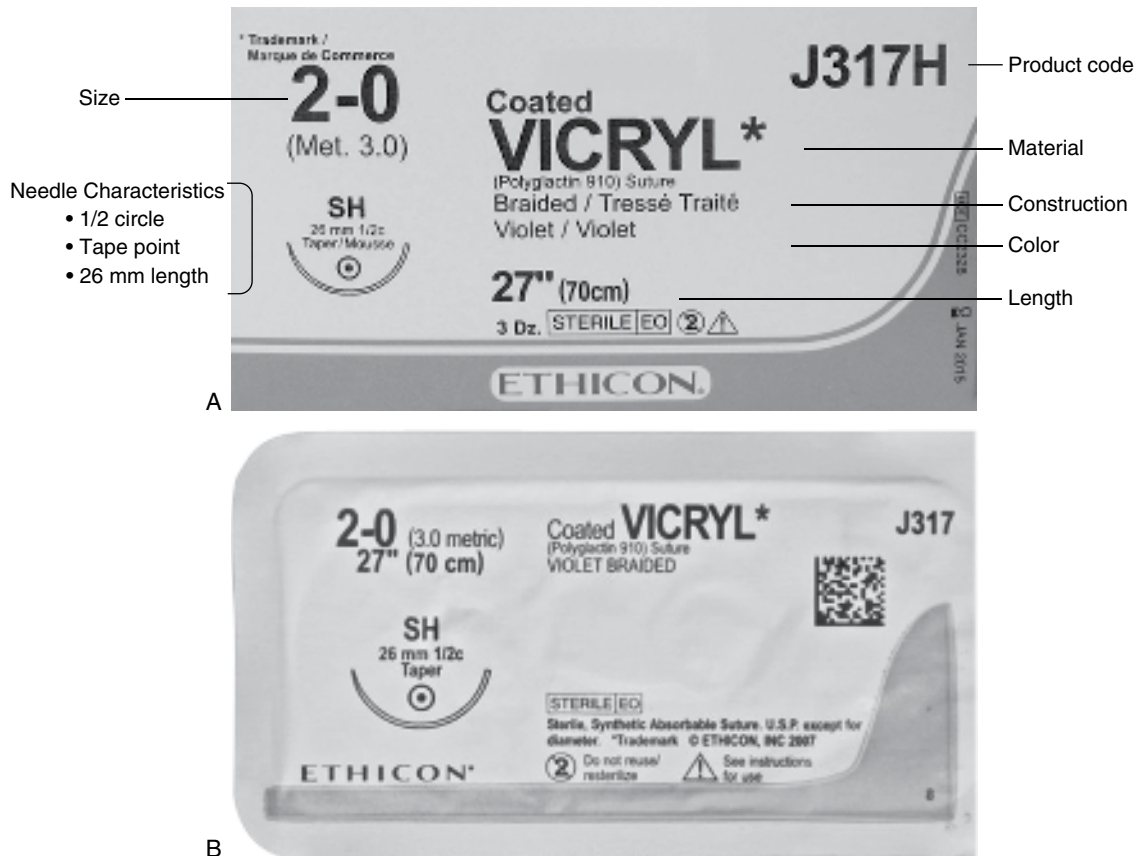 * Trademark /
Marque de Commerce
2-0
(Met. 3.0)
J317H
Product code
Size
Coated
VICRYL*
Material
(Polyglactin 910) Suture
Braided / Tressé Traité
Construction
Violet / Violet
Color
Needle Characteristics
• 1/2 circle
• Tape point
• 26 mm length
SH
26 mm 1/2c
Taper/Mousse
27" (70cm)
Length
3 Dz. STERILE EO 2
JAN 2015
ETHICON.
A
2-0 (3.0 metric)
27" (70 cm)
Coated VICRYL*
(Polyglactin 910) Suture
VIOLET BRAIDED
J317
SH
26 mm 1/2c
Taper
STERILE EO
Sterile, Synthetic Absorbable Suture. U.S.P. except for
diameter. *Trademark © ETHICON, INC 2007
2 Do not reuse/
resterilize
See instructions
for use
ETHICON*
8
B